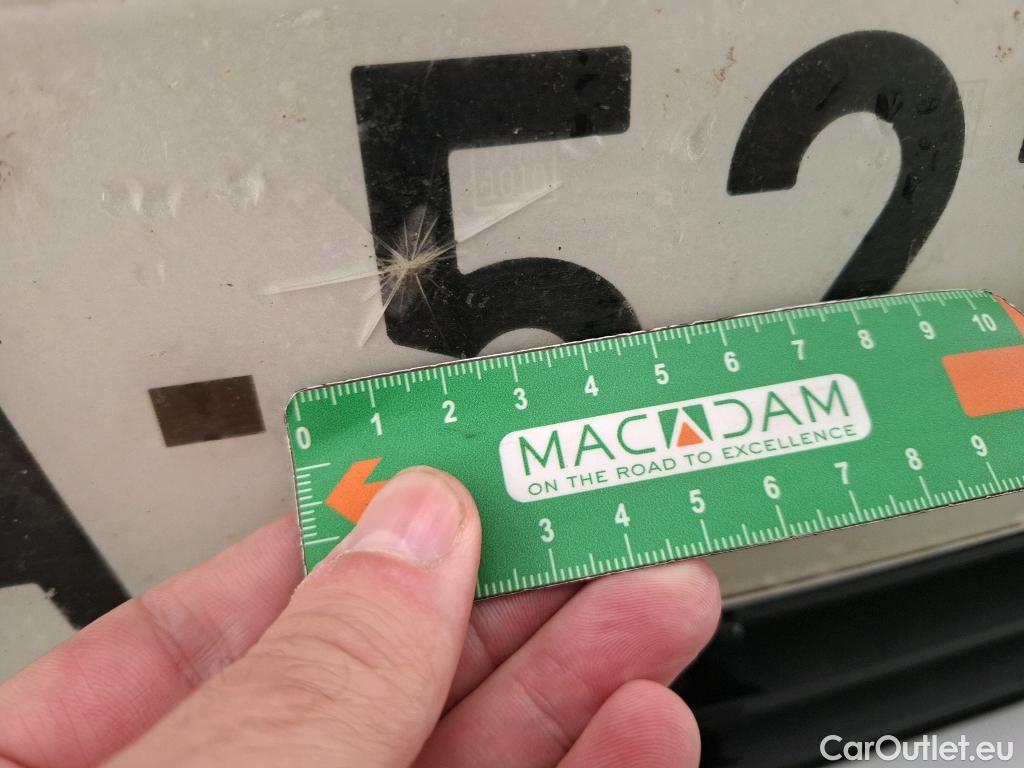 - 52
0 1 2 3 4 5 6 7 8 9 10
MACADAM
ON THE ROAD TO EXCELLENCE
3 4 5 6 7 8 9
CarOutlet.eu